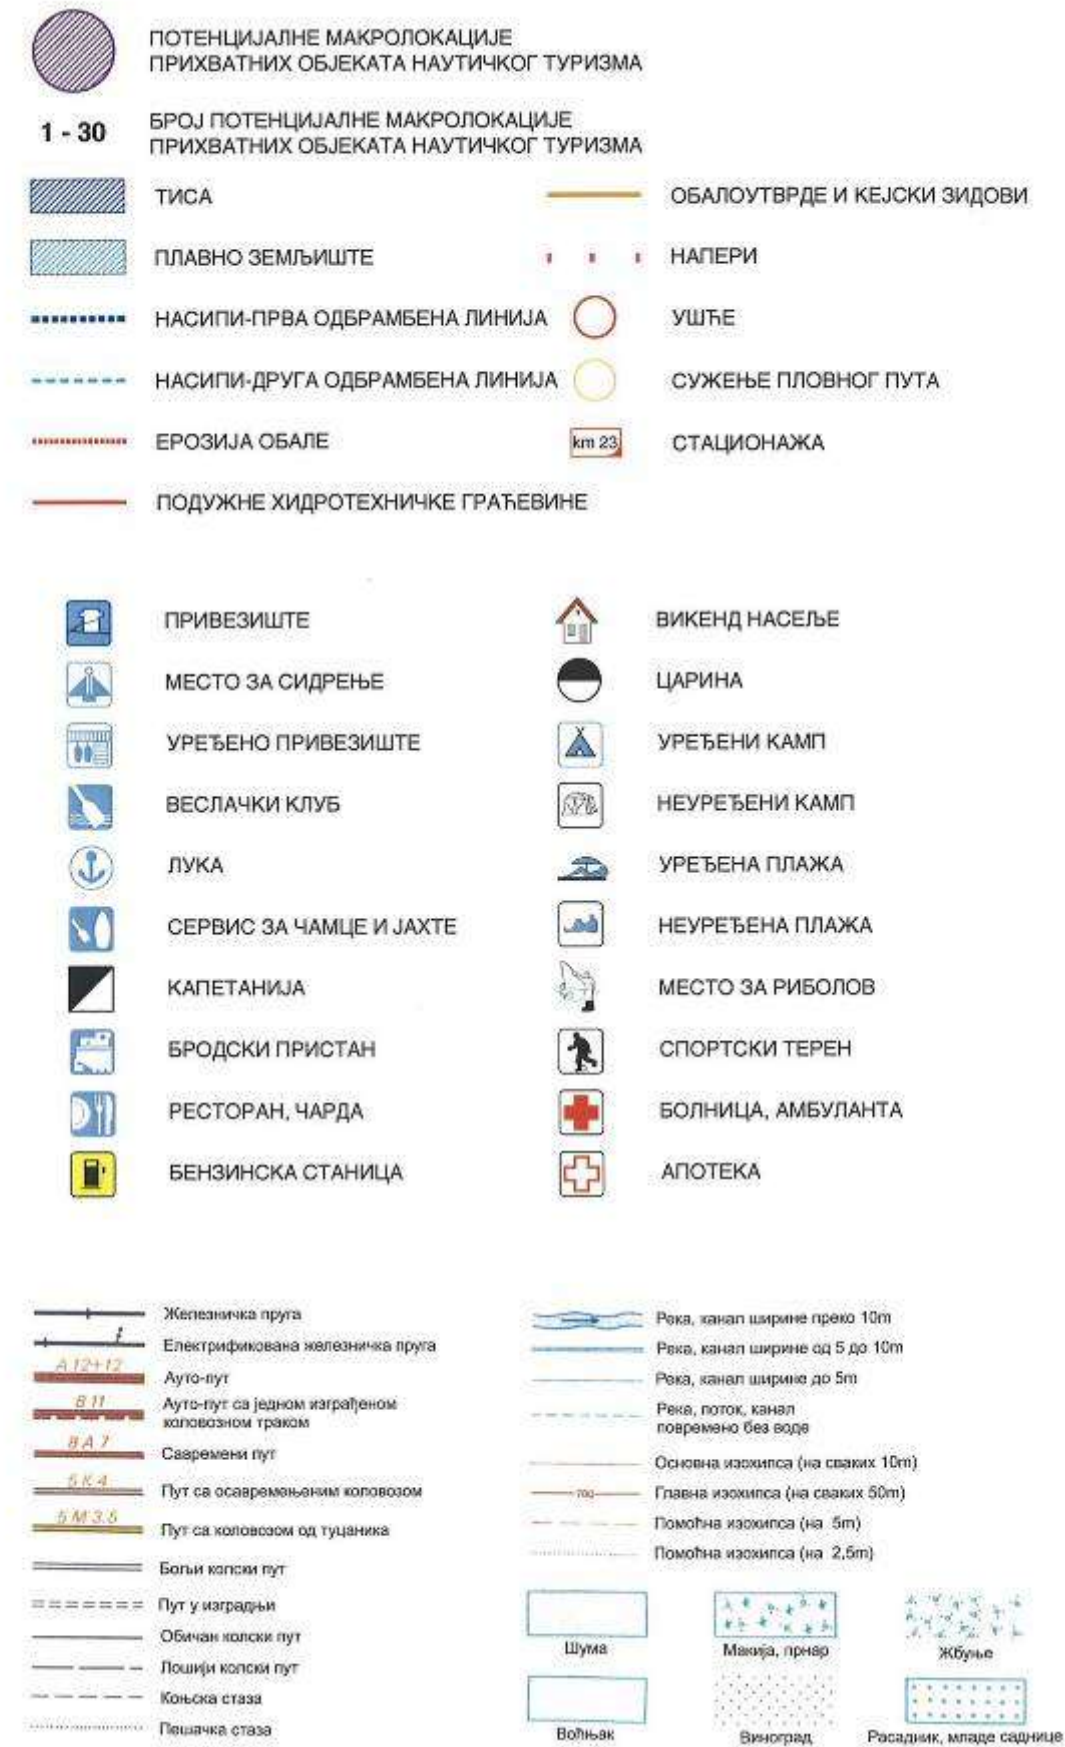 ПОТЕНЦИЈАЛНЕ МАКРОЛОКАЦИЈЕ
ПРИХВАТНИХ ОБЈЕКАТА НАУТИЧКОГ ТУРИЗМА
1 - 30
БРОЈ ПОТЕНЦИЈАЛНЕ МАКРОЛОКАЦИЈЕ
ПРИХВАТНИХ ОБЈЕКАТА НАУТИЧКОГ ТУРИЗМА
ТИСА
ПЛАВНО ЗЕМЉИШТЕ
НАСИПИ-ПРВА ОДБРАМБЕНА ЛИНИЈА
НАСИПИ-ДРУГА ОДБРАМБЕНА ЛИНИЈА
ЕРОЗИЈА ОБАЛЕ
ПОДУЖНЕ ХИДРОТЕХНИЧКЕ ГРАЂЕВИНЕ
ОБАЛОУТВРДЕ И КЕЈСКИ ЗИДОВИ
НАПЕРИ
УШЋЕ
СУЖЕЊЕ ПЛОВНОГ ПУТА
km 23
СТАЦИОНАЖА
ПРИВЕЗИШТЕ
МЕСТО ЗА СИДРЕЊЕ
УРЕЂЕНО ПРИВЕЗИШТЕ
ВЕСЛАЧКИ КЛУБ
ЛУКА
СЕРВИС ЗА ЧАМЦЕ И ЈАХТЕ
КАПЕТАНИЈА
БРОДСКИ ПРИСТАН
РЕСТОРАН, ЧАРДА
БЕНЗИНСКА СТАНИЦА
ВИКЕНД НАСЕЉЕ
ЦАРИНА
УРЕЂЕНИ КАМП
НЕУРЕЂЕНИ КАМП
УРЕЂЕНА ПЛАЖА
НЕУРЕЂЕНА ПЛАЖА
МЕСТО ЗА РИБОЛОВ
СПОРТСКИ ТЕРЕН
БОЛНИЦА, АМБУЛАНТА
АПОТЕКА
Железничка пруга
Електрификована железничка пруга
А 12+12
Ауто-пут
В 11
Ауто-пут са једном изграђеном
коловозном траком
8 А 7
Савремени пут
5 К 4
Пут са осавремењеним коловозом
5 М 3.5
Пут са коловозом од туцаника
Бољи колски пут
Пут у изградњи
Обичан колски пут
Лошији колски пут
Коњска стаза
Пешачка стаза
Река, канал ширине преко 10m
Река, канал ширине од 5 до 10m
Река, канал ширине до 5m
Река, поток, канал
повремено без воде
Основна изохипса (на сваких 10m)
700
Главна изохипса (на сваких 50m)
Помоћна изохипса (на 5m)
Помоћна изохипса (на 2,5m)
Шума
Макија, прнар
Жбуње
Воћњак
Виноград
Расадник, младе саднице